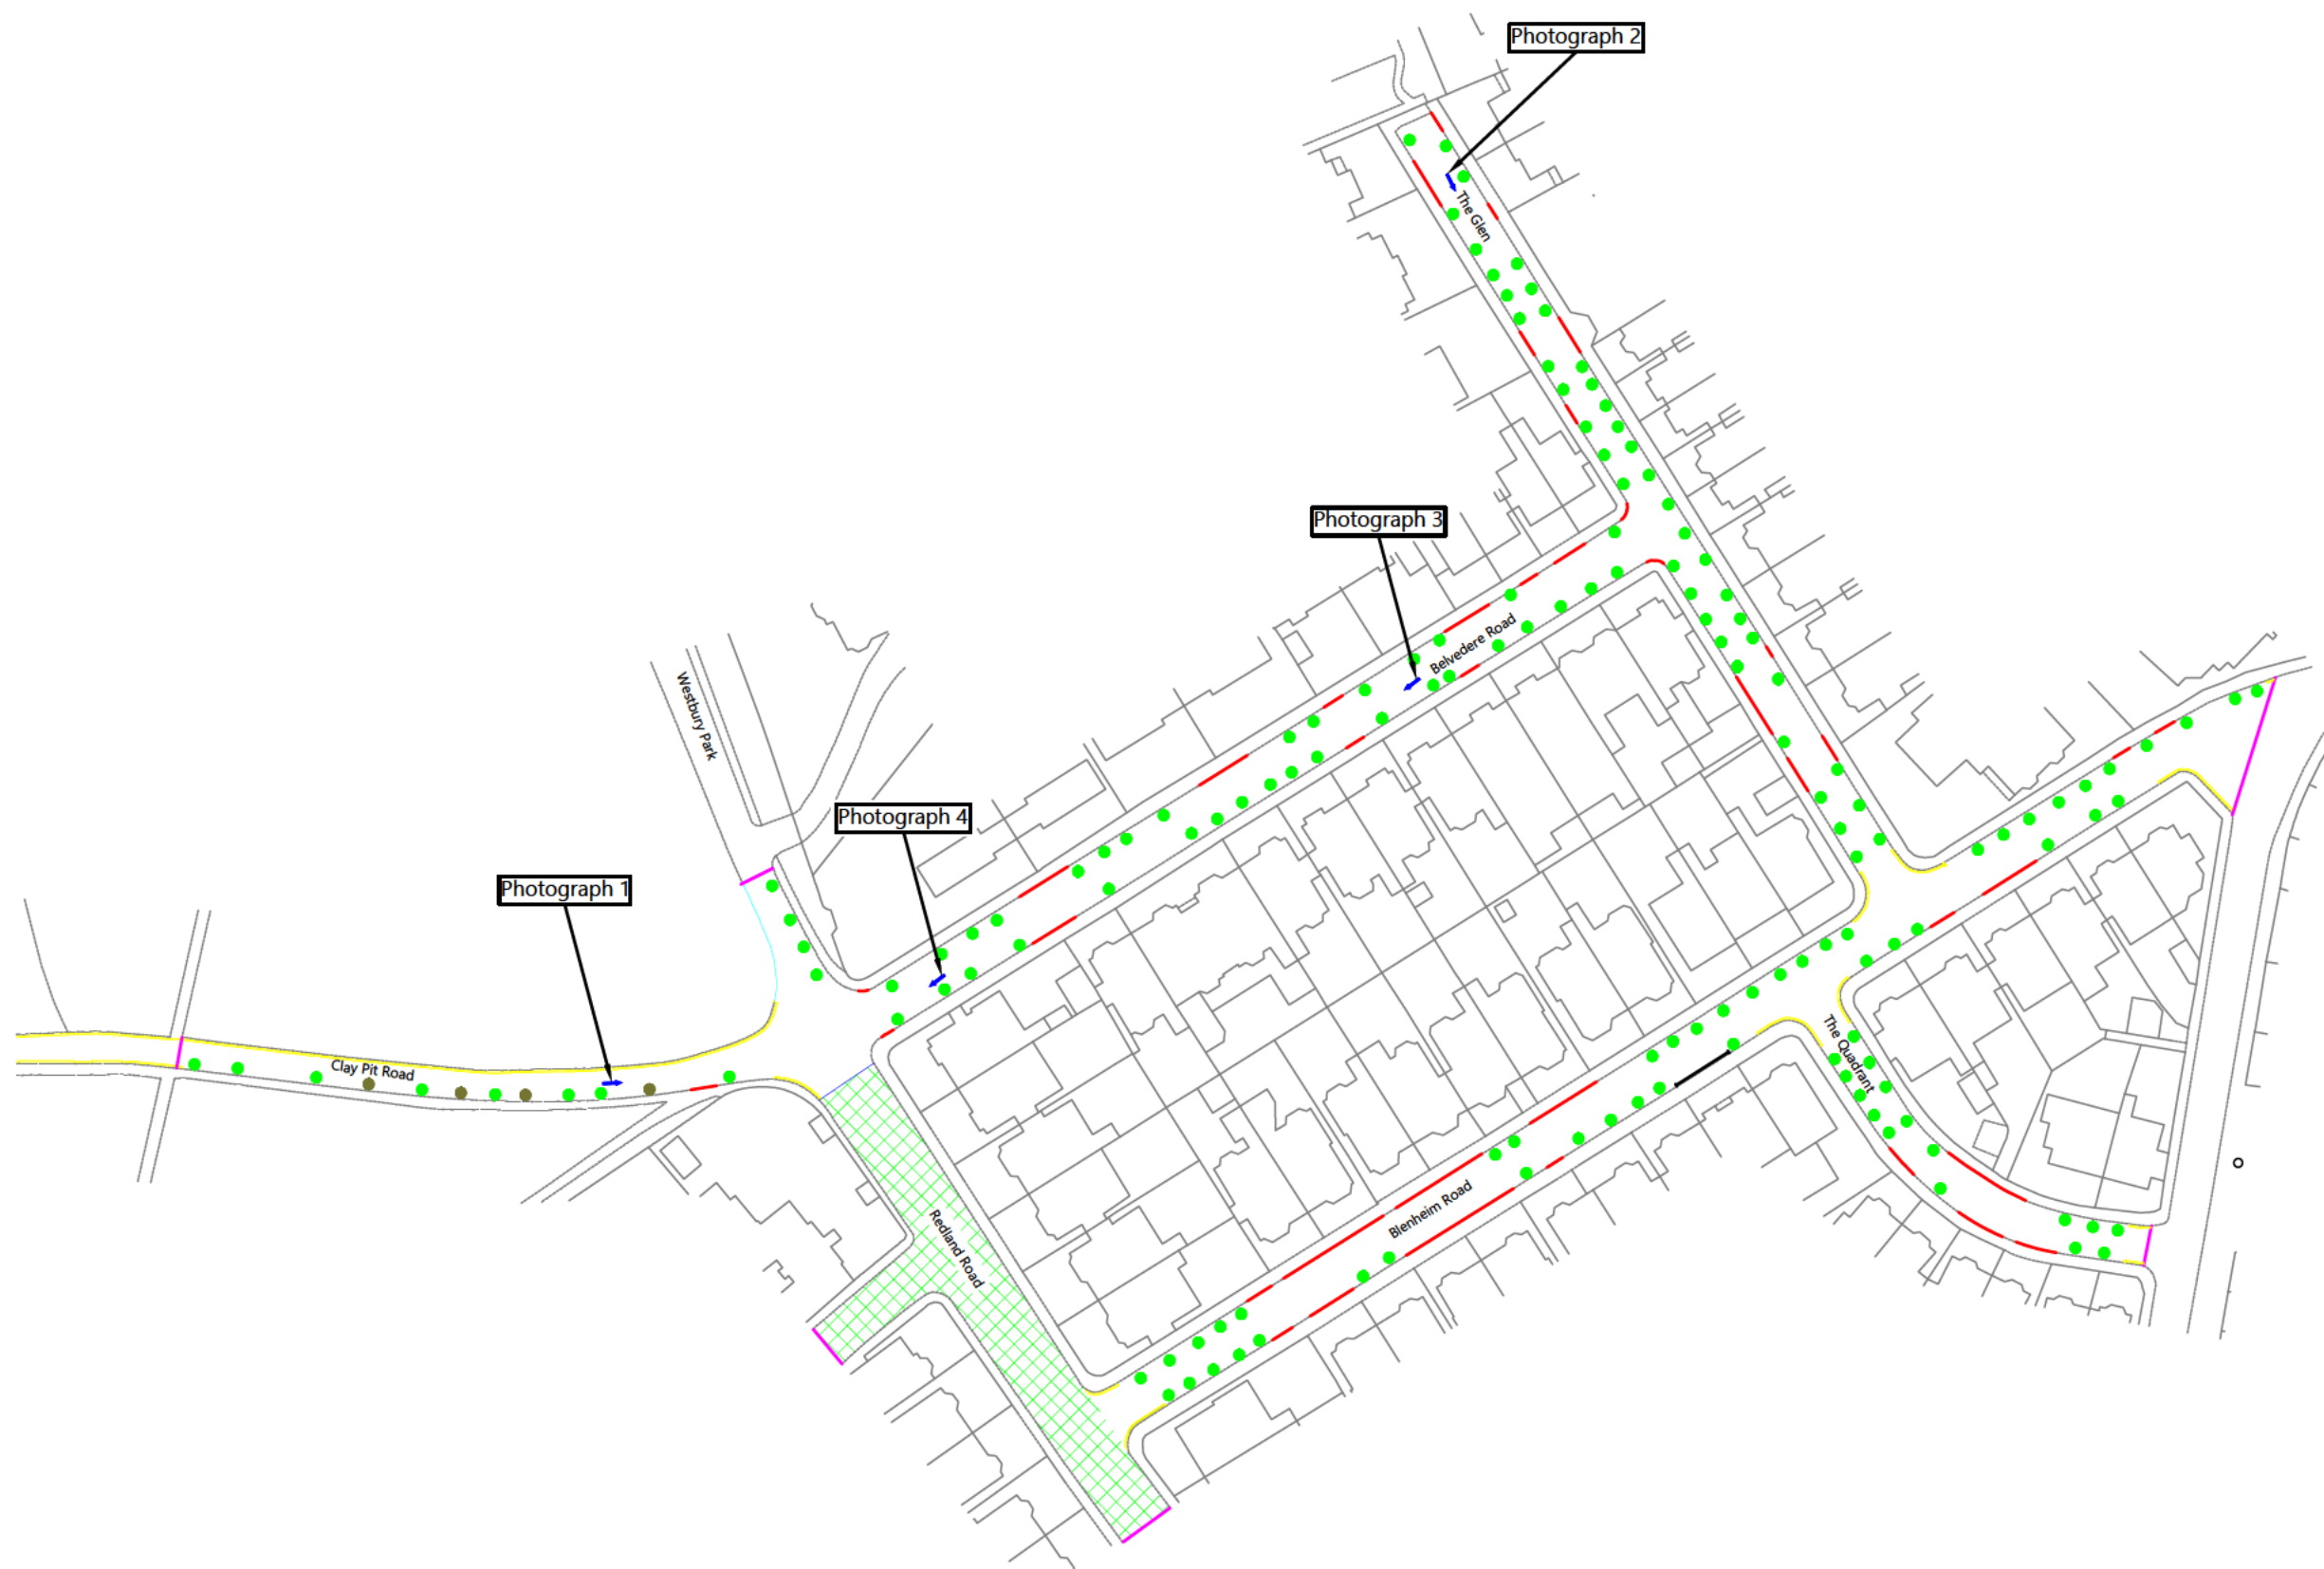 Photograph 2
The Glen
Photograph 3
Belvedere Road
Westbury Park
Photograph 4
Photograph 1
Clay Pit Road
The Quadrant
Blenheim Road
Redland Road